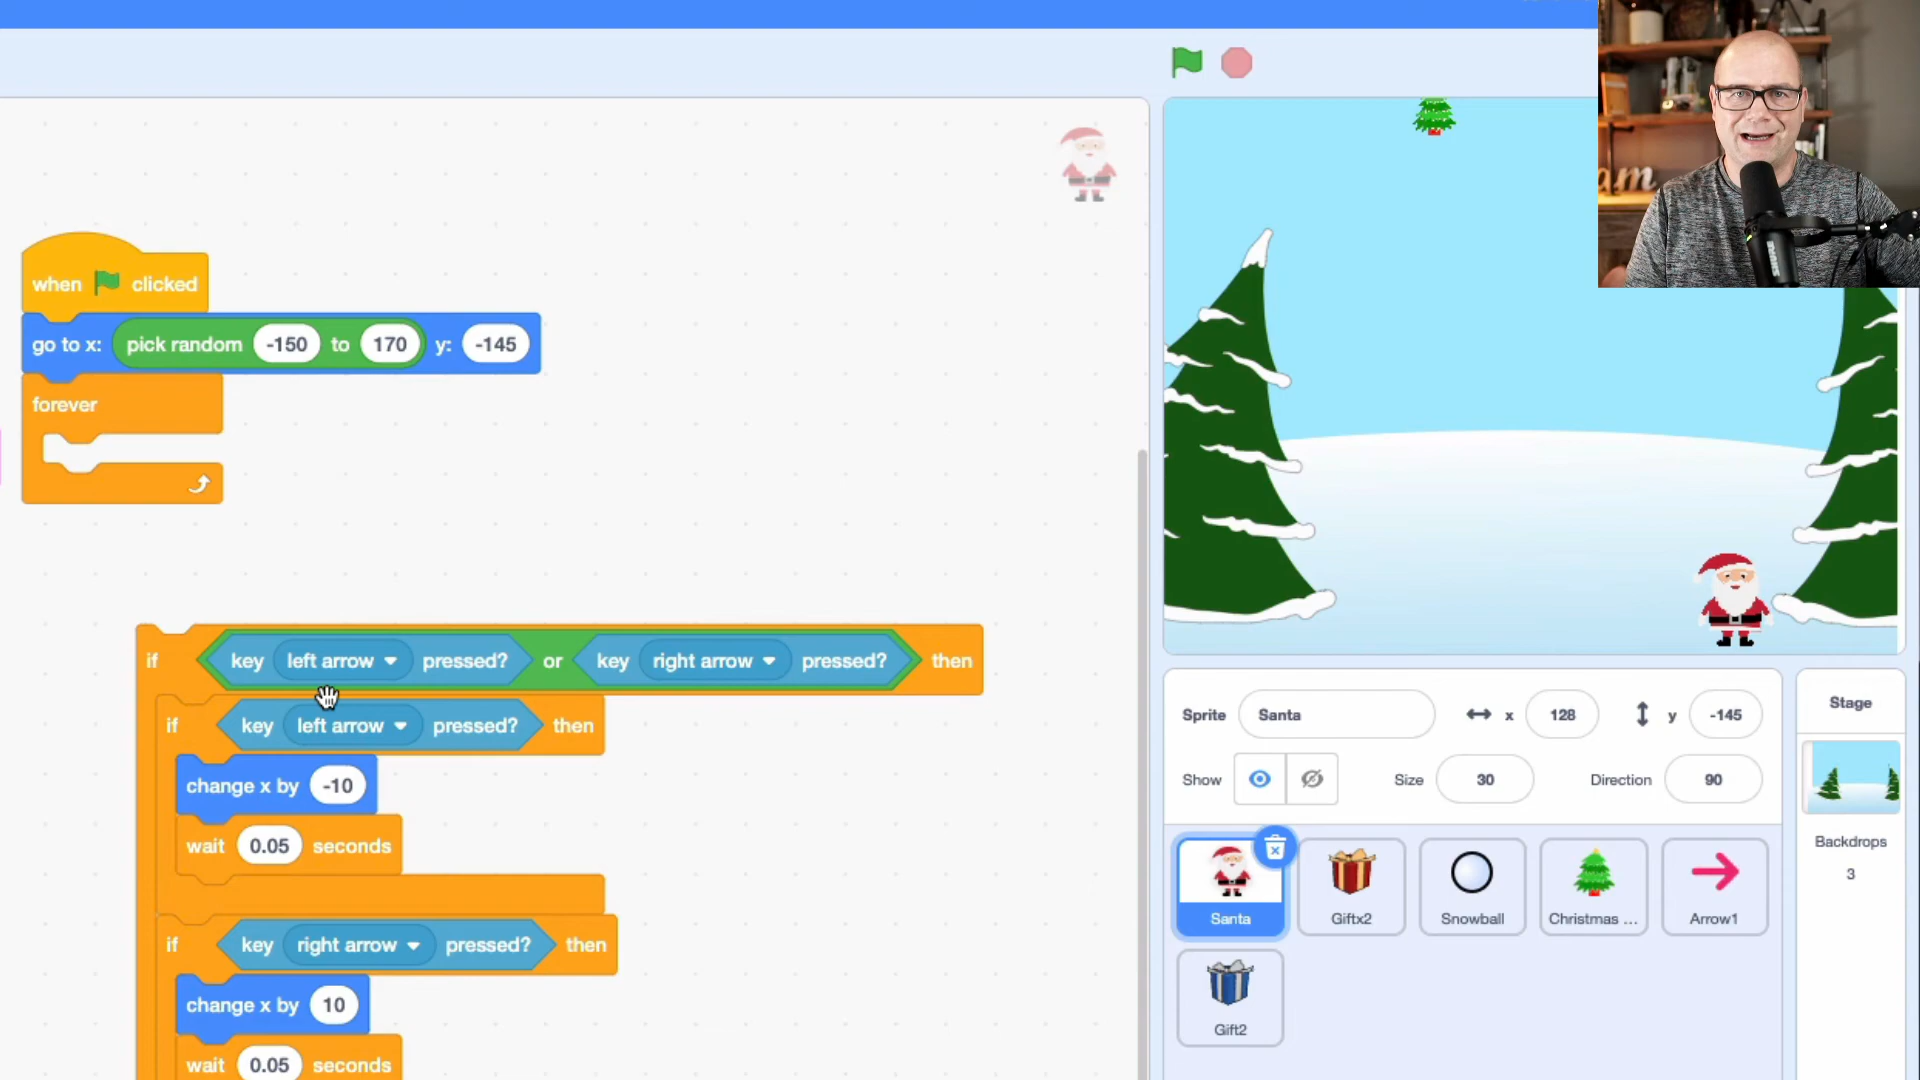 when clicked
go to x: pick random -150 to 170 y: -145
forever
if key left arrow pressed? or key right arrow pressed? then
if key left arrow pressed? then
change x by -10
wait 0.05 seconds
if key right arrow pressed? then
change x by 10
wait 0.05 seconds
am
Sprite Santa x 128 y -145
Show Size 30 Direction 90
Santa
Giftx2
Snowball
Christmas ...
Arrow1
Gift2
Stage
Backdrops
3